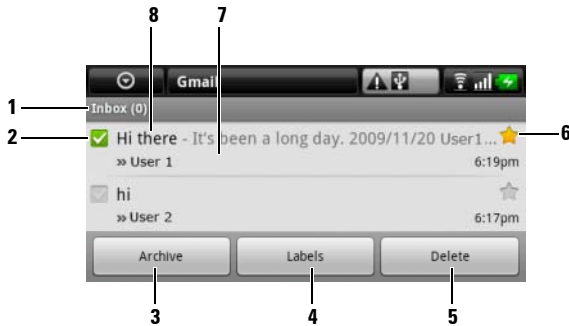 8 7
Gmail
1 Inbox (0)
2 Hi there - It's been a long day. 2009/11/20 User1... 6
» User 1 6:19pm
hi
» User 2 6:17pm
Archive Labels Delete
3 4 5